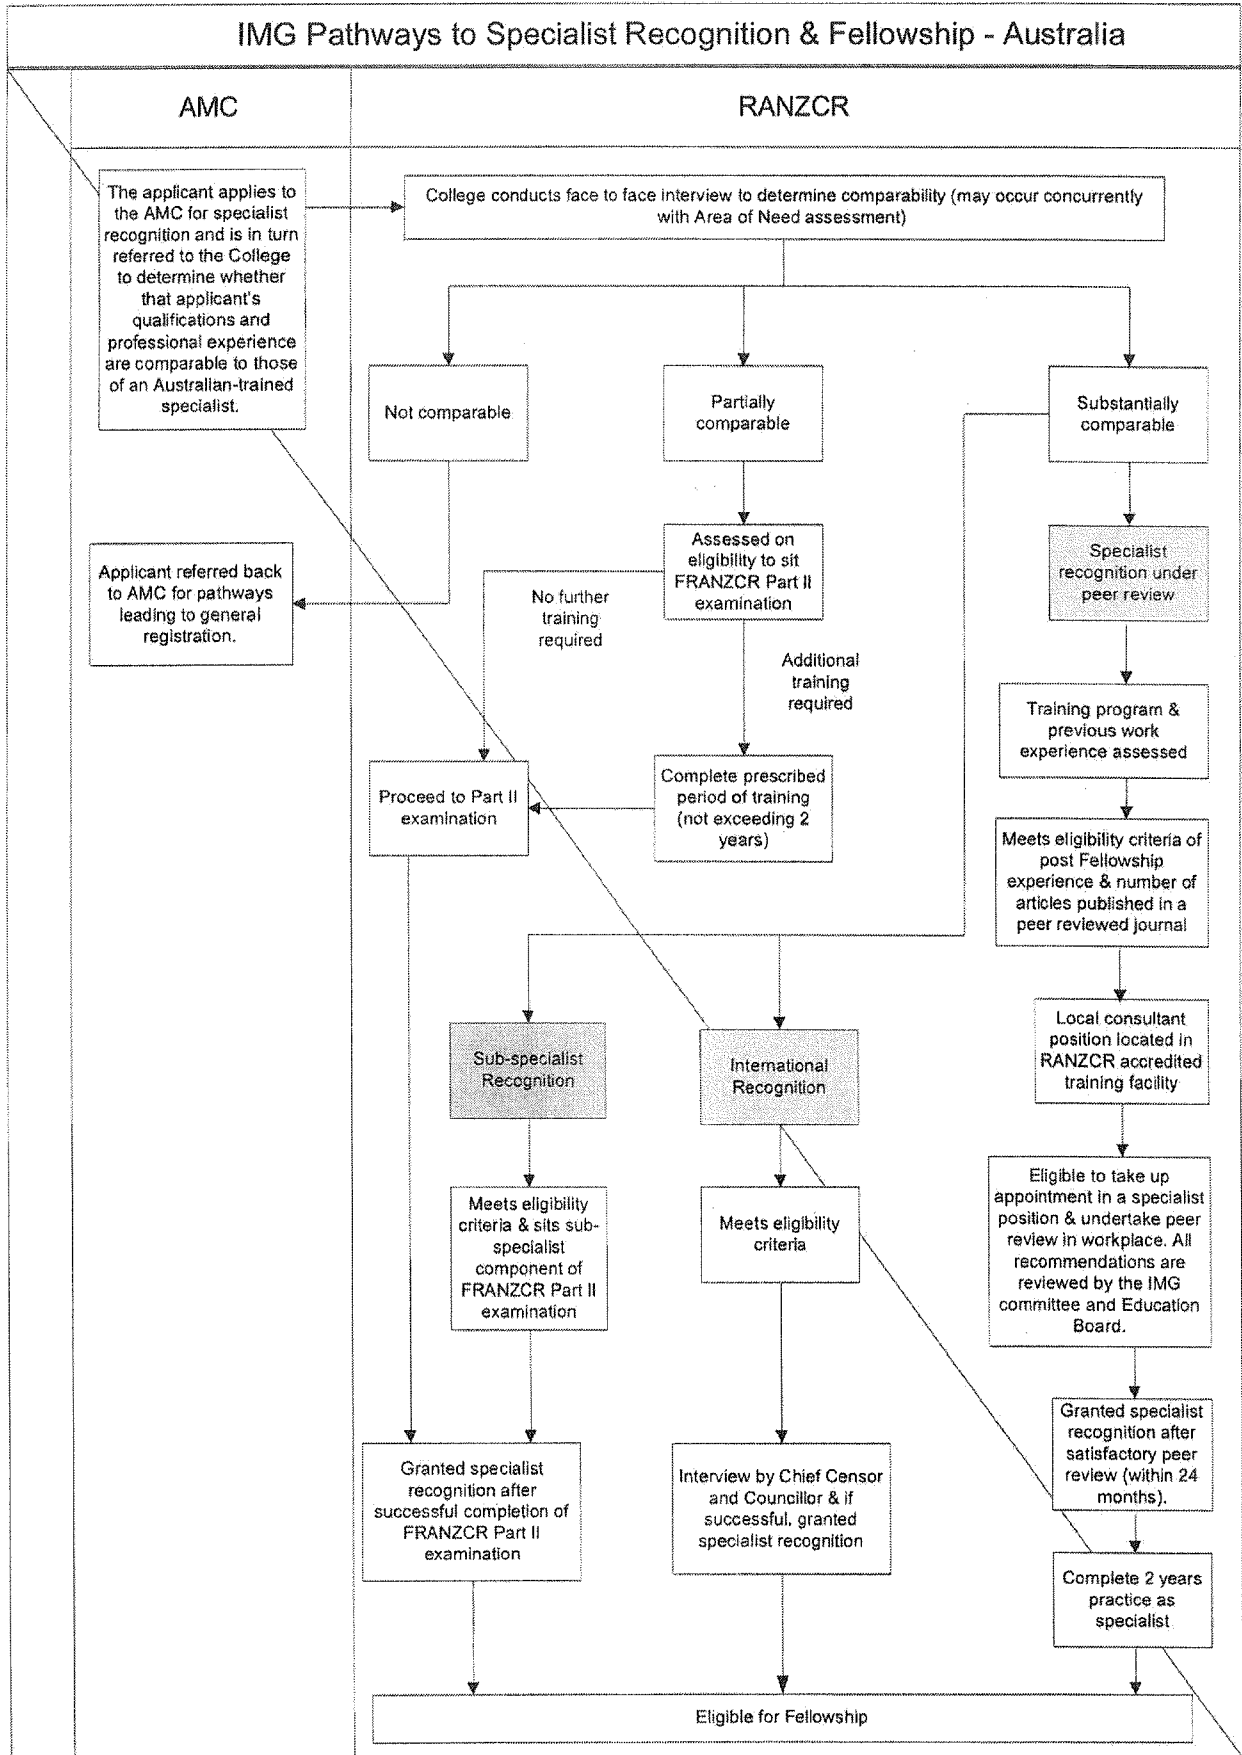 IMG Pathways to Specialist Recognition & Fellowship - Australia
AMC
RANZCR
The applicant applies to
the AMC for specialist
recognition and is in turn
referred to the College
to determine whether
that applicant's
qualifications and
professional experience
are comparable to those
of an Australian-trained
specialist.
College conducts face to face interview to determine comparability (may occur concurrently
with Area of Need assessment)
Not comparable
Partially
comparable
Substantially
comparable
Applicant referred back
to AMC for pathways
leading to general
registration.
Assessed on
eligibility to sit
FRANZCR Part II
examination
Specialist
recognition under
peer review
No further
training
required
Additional
training
required
Training program &
previous work
experience assessed
Proceed to Part II
examination
Complete prescribed
period of training
(not exceeding 2
years)
Meets eligibility criteria of
post Fellowship
experience & number of
articles published in a
peer reviewed journal
Sub-specialist
Recognition
International
Recognition
Local consultant
position located in
RANZCR accredited
training facility
Meets eligibility
criteria & sits sub-
specialist
component of
FRANZCR Part II
examination
Meets eligibility
criteria
Eligible to take up
appointment in a specialist
position & undertake peer
review in workplace. All
recommendations are
reviewed by the IMG
committee and Education
Board.
Granted specialist
recognition after
successful completion of
FRANZCR Part II
examination
Interview by Chief Censor
and Councillor & if
successful, granted
specialist recognition
Granted specialist
recognition after
satisfactory peer
review (within 24
months).
Complete 2 years
practice as
specialist
Eligible for Fellowship